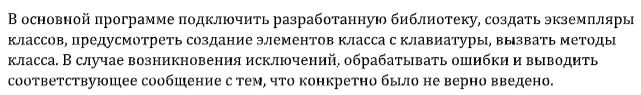 В основной программе подключить разработанную библиотеку, создать экземпляры
классов, предусмотреть создание элементов класса с клавиатуры, вызвать методы
класса. В случае возникновения исключений, обрабатывать ошибки и выводить
соответствующее сообщение с тем, что конкретно было не верно введено.